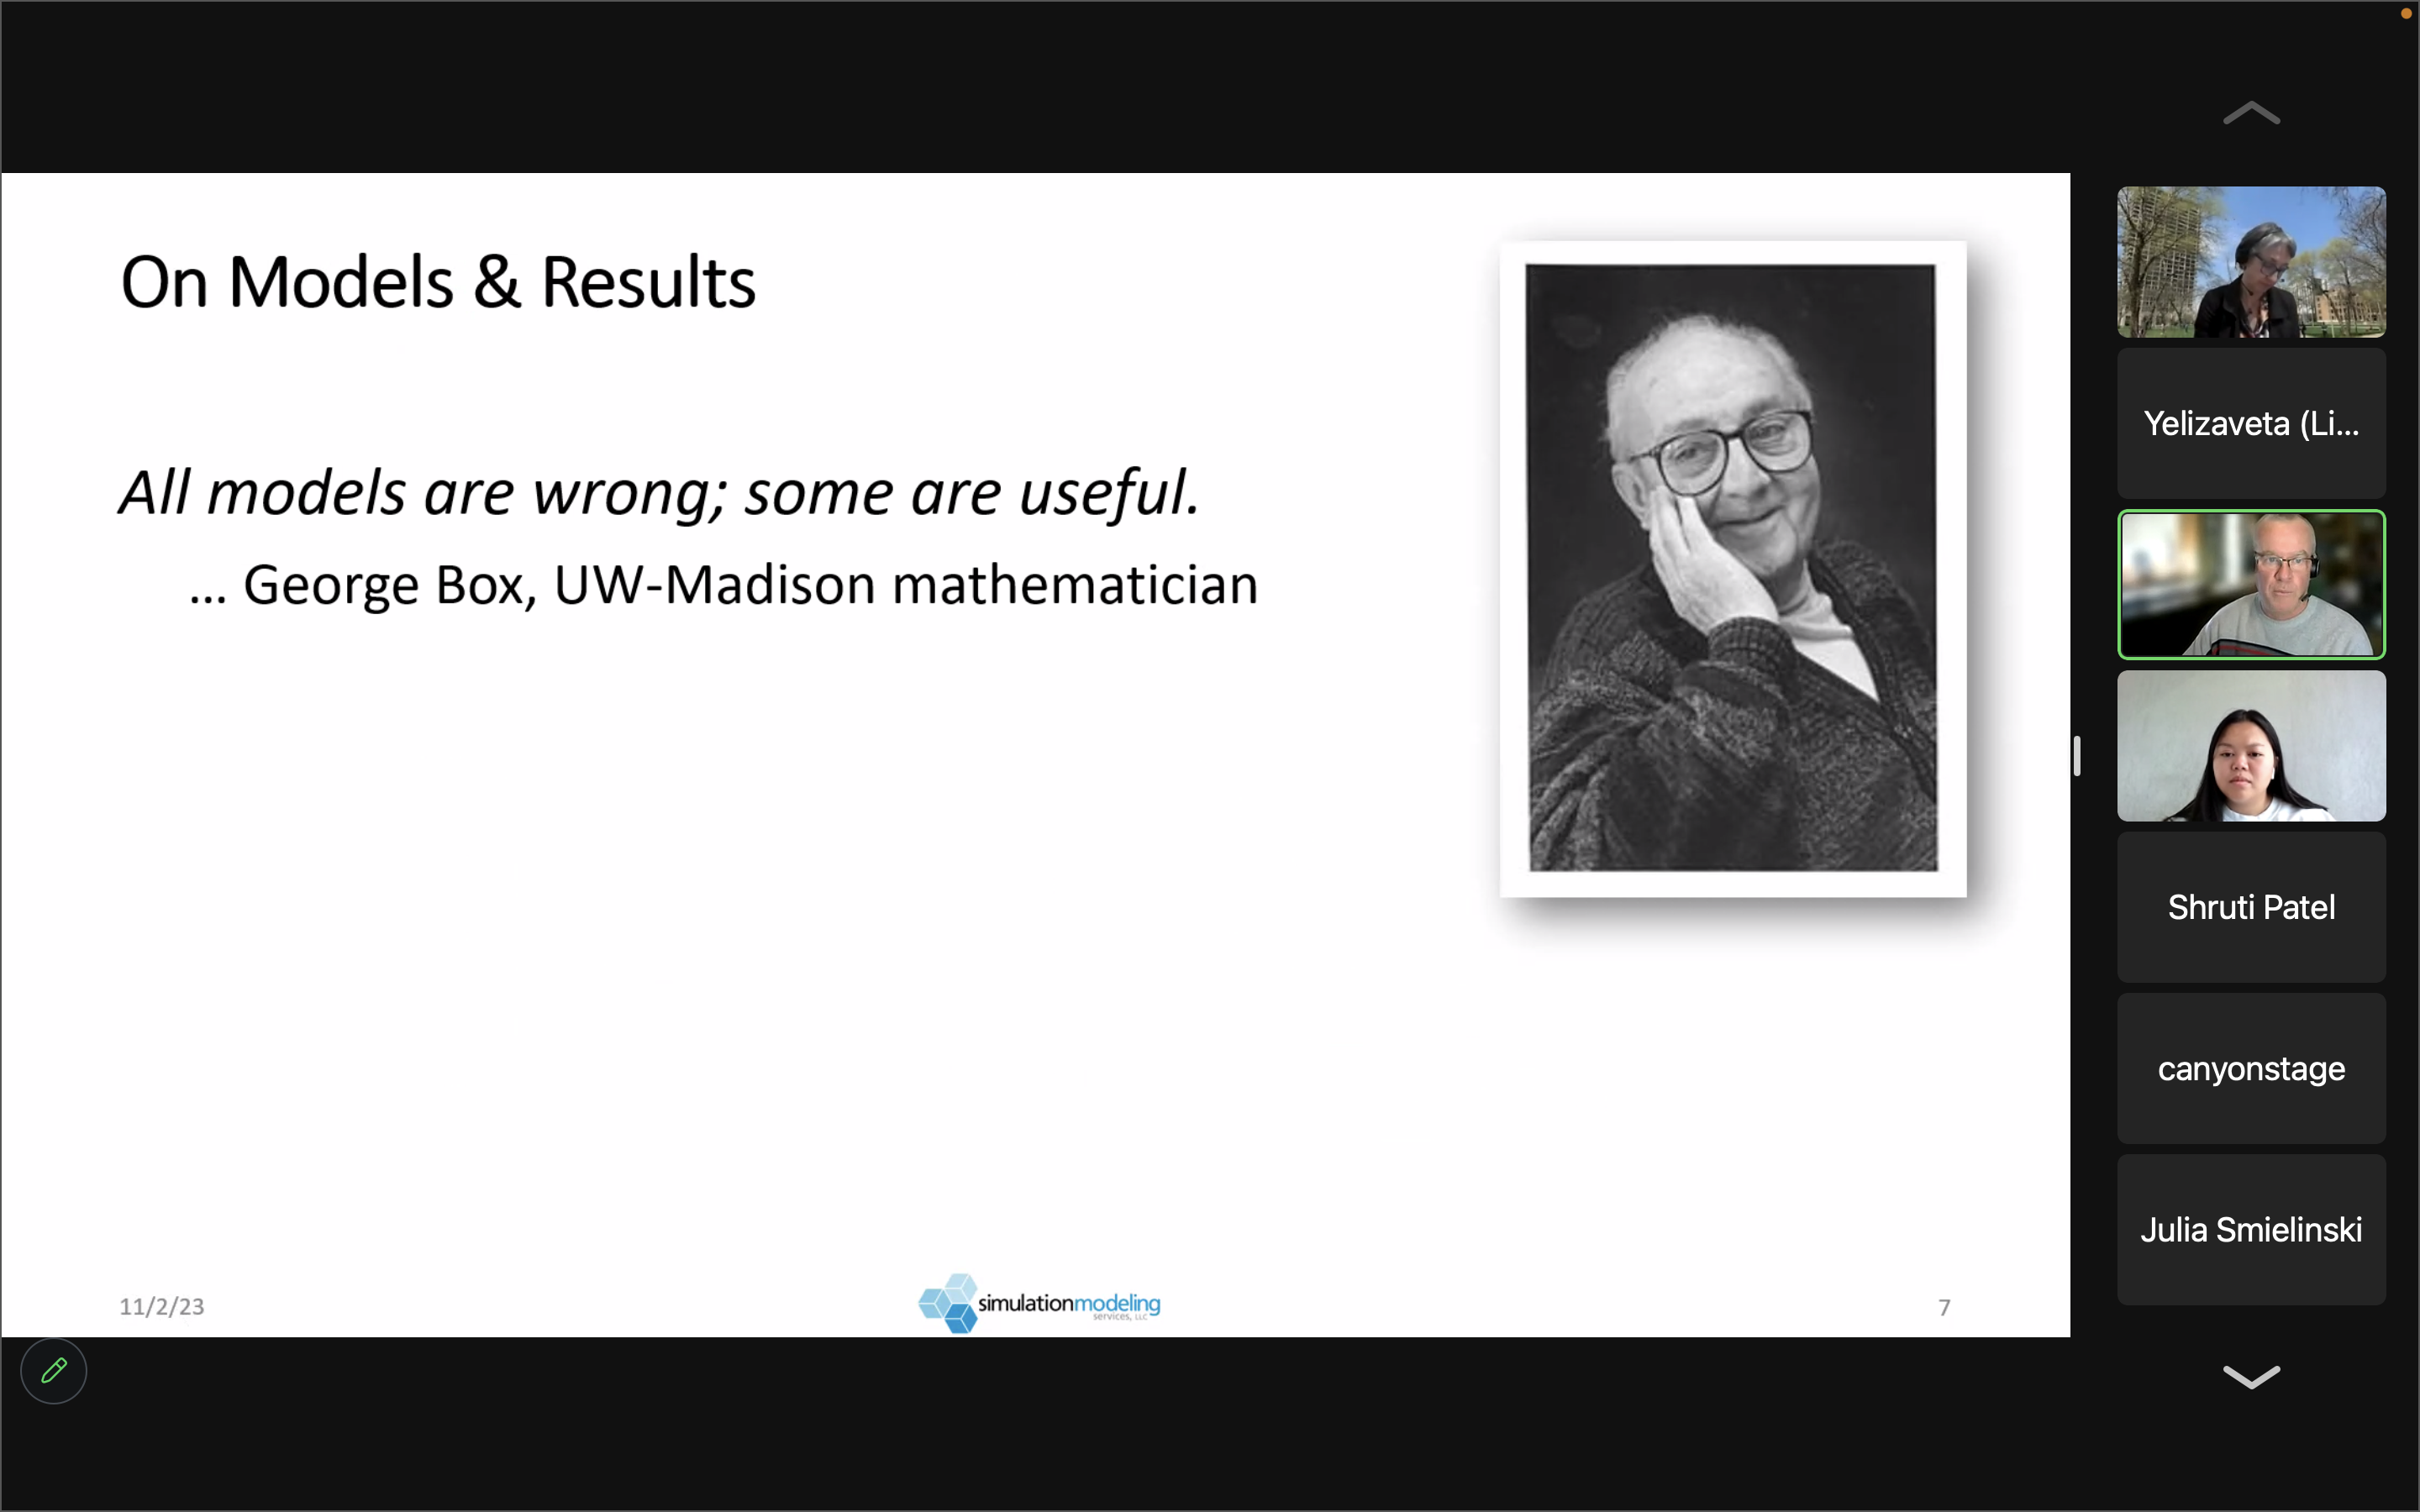 On Models & Results
All models are wrong; some are useful.
... George Box, UW-Madison mathematician
11/2/23
simulationmodeling
services, LLC
7
Yelizaveta (Li...
Shruti Patel
canyonstage
Julia Smielinski